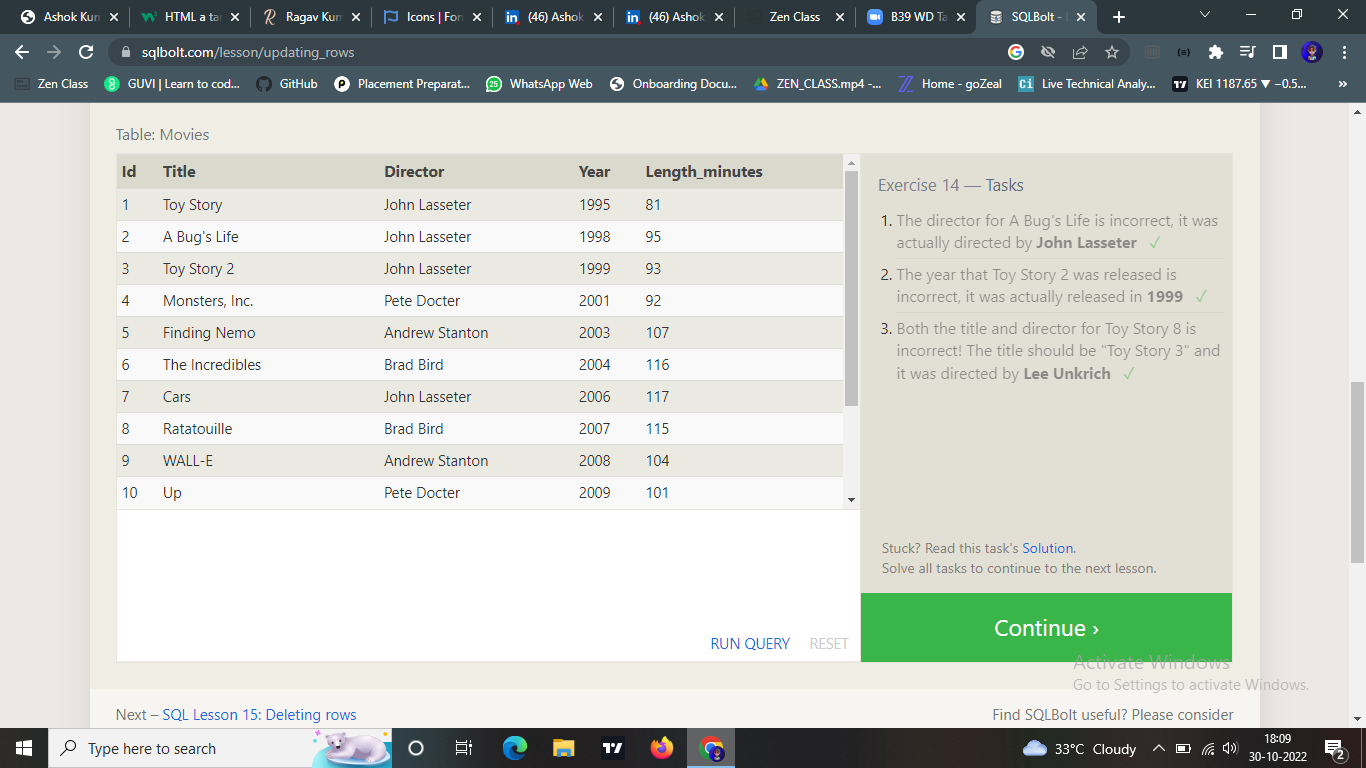 Ashok Kun
HTML a tar
Ragav Kum
Icons | Fon
(46) Ashok
(46) Ashok
Zen Class
B39 WD Ta
SQLBolt -
sqlbolt.com/lesson/updating_rows
Zen Class
GUVI | Learn to cod...
GitHub
Placement Preparat...
25
WhatsApp Web
Onboarding Docu...
ZEN_CLASS.mp4 -...
Home - goZeal
Ci
Live Technical Analy...
KEI 1187.65 ▼ −0.5...
»
Table: Movies
Id Title Director Year Length_minutes
1 Toy Story John Lasseter 1995 81
2 A Bug's Life John Lasseter 1998 95
3 Toy Story 2 John Lasseter 1999 93
4 Monsters, Inc. Pete Docter 2001 92
5 Finding Nemo Andrew Stanton 2003 107
6 The Incredibles Brad Bird 2004 116
7 Cars John Lasseter 2006 117
8 Ratatouille Brad Bird 2007 115
9 WALL-E Andrew Stanton 2008 104
10 Up Pete Docter 2009 101
RUN QUERY RESET
Exercise 14 — Tasks
1. The director for A Bug's Life is incorrect, it was
actually directed by John Lasseter ✓
2. The year that Toy Story 2 was released is
incorrect, it was actually released in 1999 ✓
3. Both the title and director for Toy Story 8 is
incorrect! The title should be "Toy Story 3" and
it was directed by Lee Unkrich ✓
Stuck? Read this task's Solution.
Solve all tasks to continue to the next lesson.
Continue ›
Activate Windows
Go to Settings to activate Windows.
Next – SQL Lesson 15: Deleting rows
Find SQLBolt useful? Please consider
Type here to search
33°C Cloudy
18:09
30-10-2022
2